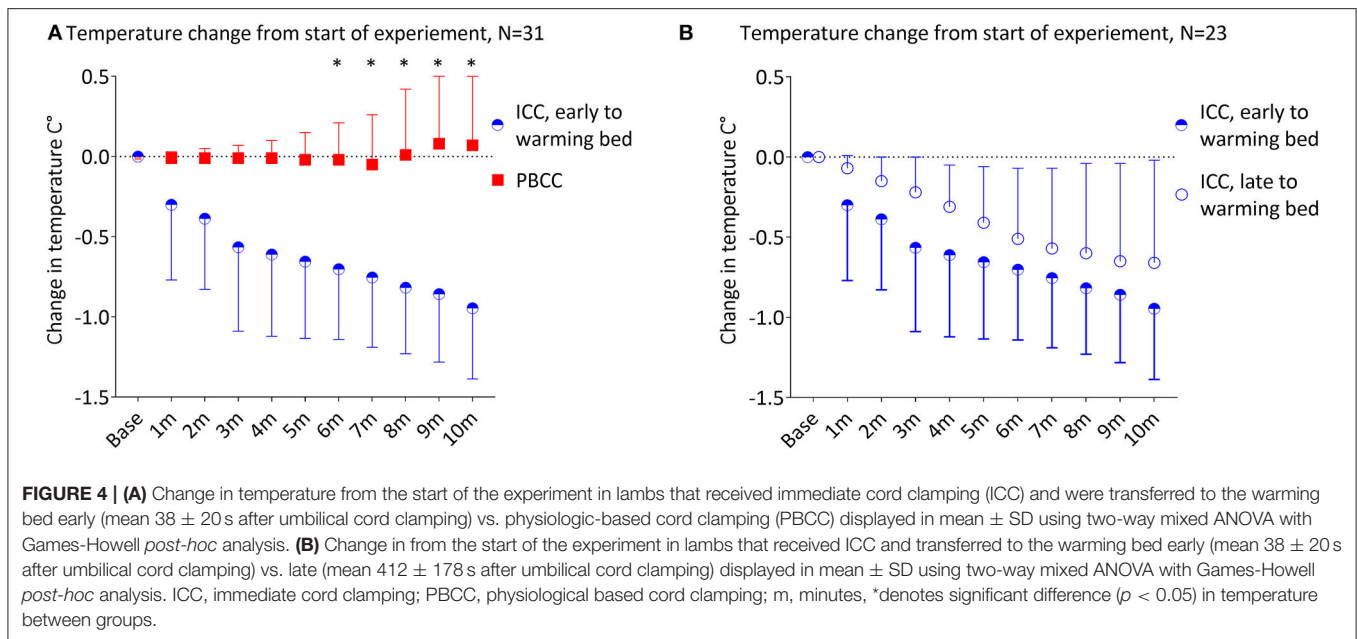 A Temperature change from start of experiement, N=31
* * * * *
0.5
0.0
-0.5
-1.0
-1.5
Change in temperature C°
Base 1m 2m 3m 4m 5m 6m 7m 8m 9m 10m
ICC, early to
warming bed
PBCC
B Temperature change from start of experiement, N=23
0.5
0.0
-0.5
-1.0
-1.5
Change in temperature C°
Base 1m 2m 3m 4m 5m 6m 7m 8m 9m 10m
ICC, early to
warming bed
ICC, late to
warming bed
FIGURE 4 | (A) Change in temperature from the start of the experiment in lambs that received immediate cord clamping (ICC) and were transferred to the warming
bed early (mean 38 ± 20 s after umbilical cord clamping) vs. physiologic-based cord clamping (PBCC) displayed in mean ± SD using two-way mixed ANOVA with
Games-Howell post-hoc analysis. (B) Change in from the start of the experiment in lambs that received ICC and transferred to the warming bed early (mean 38 ± 20 s
after umbilical cord clamping) vs. late (mean 412 ± 178 s after umbilical cord clamping) displayed in mean ± SD using two-way mixed ANOVA with Games-Howell
post-hoc analysis. ICC, immediate cord clamping; PBCC, physiological based cord clamping; m, minutes, *denotes significant difference (p < 0.05) in temperature
between groups.